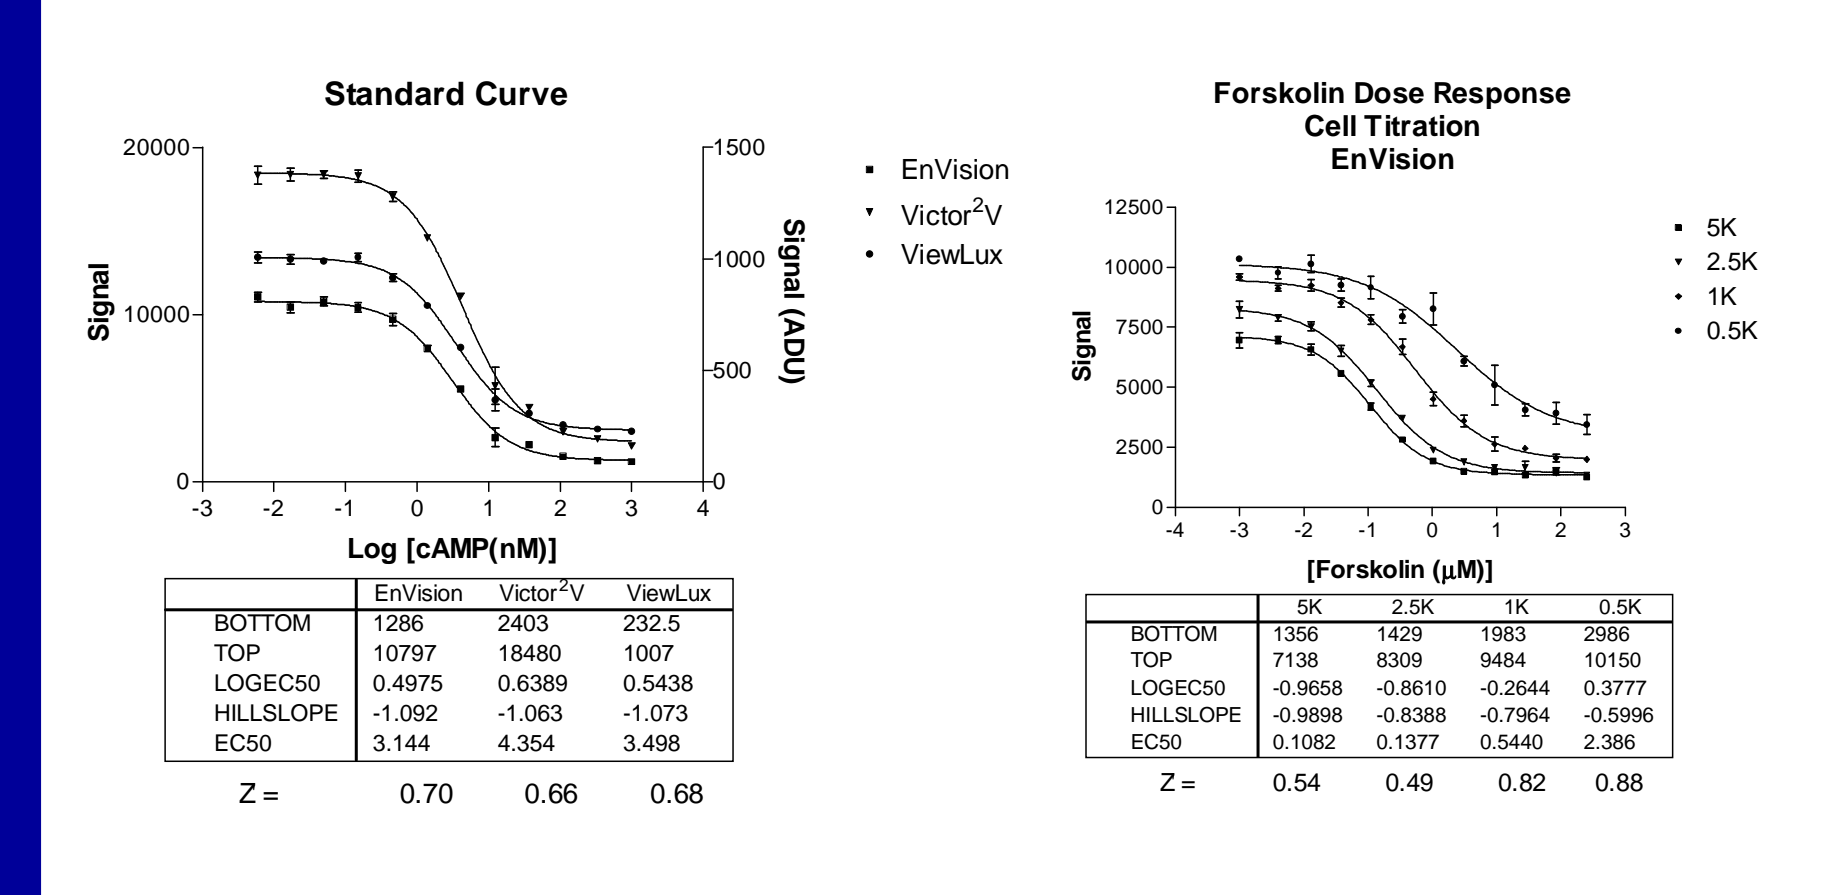 Standard Curve
20000
10000
0
Signal
1500
1000
500
0
Signal (ADU)
-3 -2 -1 0 1 2 3 4
Log [cAMP(nM)]
EnVision
Victor²V
ViewLux
EnVision Victor²V ViewLux
BOTTOM 1286 2403 232.5
TOP 10797 18480 1007
LOGEC50 0.4975 0.6389 0.5438
HILLSLOPE -1.092 -1.063 -1.073
EC50 3.144 4.354 3.498
Z = 0.70 0.66 0.68
Forskolin Dose Response
Cell Titration
EnVision
12500
10000
7500
5000
2500
0
Signal
-4 -3 -2 -1 0 1 2 3
[Forskolin (μM)]
5K
2.5K
1K
0.5K
5K 2.5K 1K 0.5K
BOTTOM 1356 1429 1983 2986
TOP 7138 8309 9484 10150
LOGEC50 -0.9658 -0.8610 -0.2644 0.3777
HILLSLOPE -0.9898 -0.8388 -0.7964 -0.5996
EC50 0.1082 0.1377 0.5440 2.386
Z = 0.54 0.49 0.82 0.88